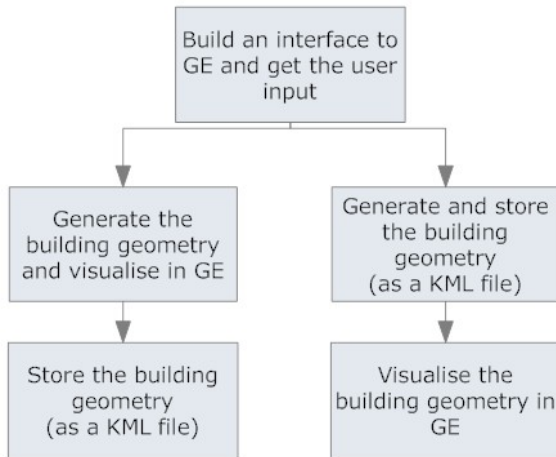 Build an interface to
GE and get the user
input
Generate the
building geometry
and visualise in GE
Generate and store
the building
geometry
(as a KML file)
Store the building
geometry
(as a KML file)
Visualise the
building geometry in
GE